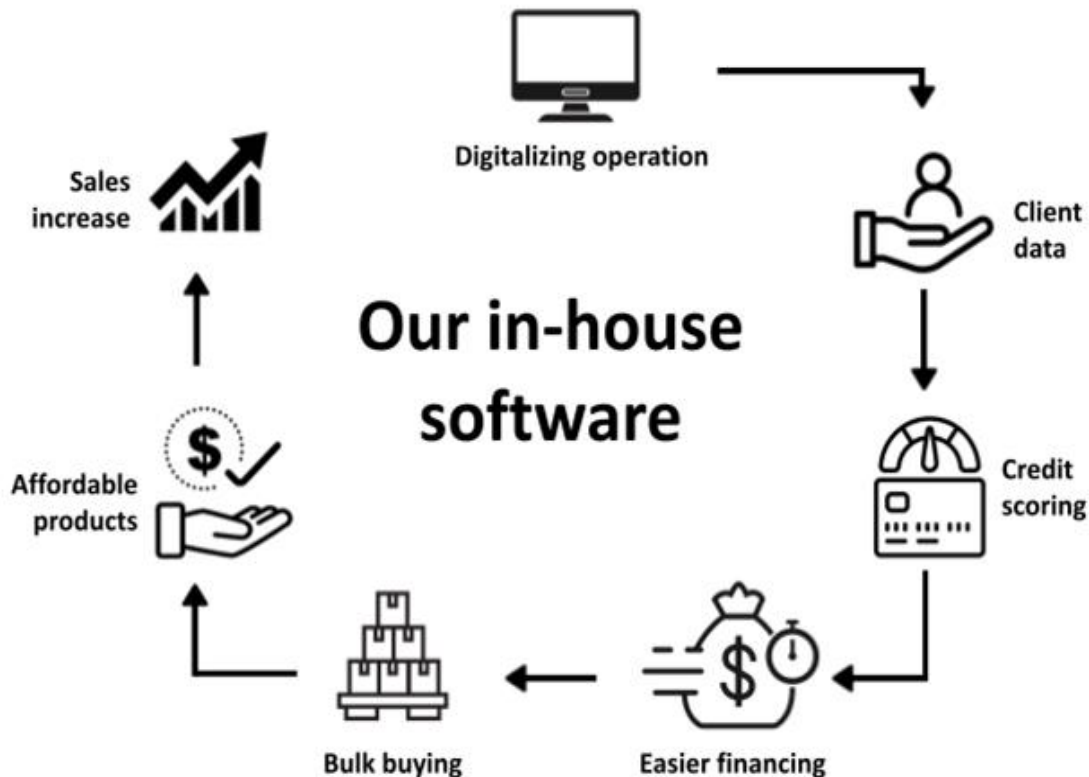 Digitalizing operation
Client
data
Credit
scoring
Easier financing
Bulk buying
Affordable
products
Sales
increase
Our in-house
software